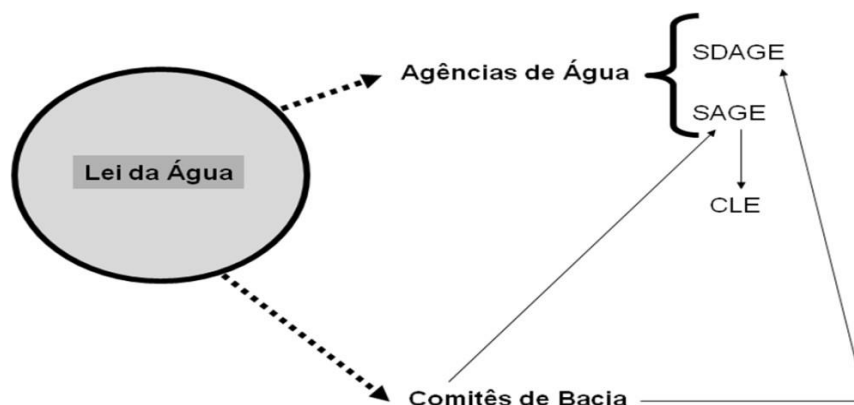 SDAGE
Agências de Água
SAGE
Lei da Água
CLE
Comitês de Bacia